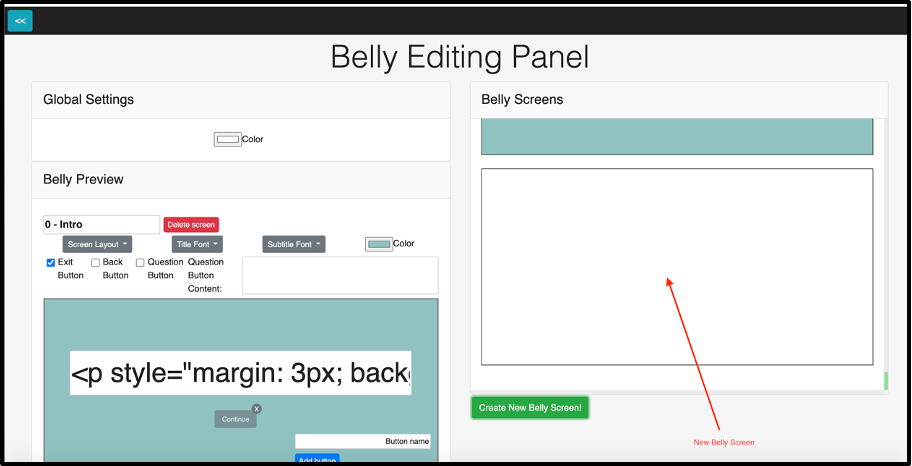 <<
Belly Editing Panel
Global Settings
Color
Belly Preview
0 - Intro
Delete screen
Screen Layout
Title Font
Subtitle Font
Color
Exit
Button
Back
Button
Question
Button
Question
Button
Content:
<p style="margin: 3px; back
Continue
X
Button name
Add button
Belly Screens
Create New Belly Screen!
New Belly Screen